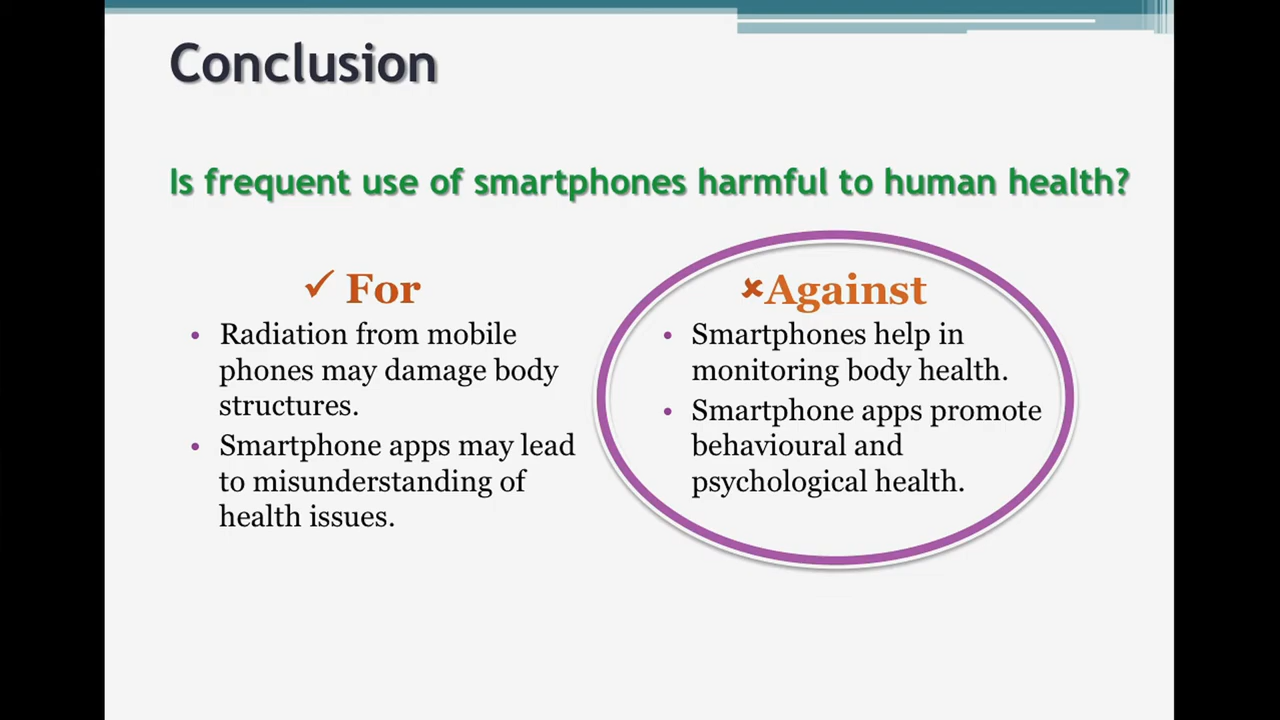 Conclusion
Is frequent use of smartphones harmful to human health?
✓ For
• Radiation from mobile
phones may damage body
structures.
• Smartphone apps may lead
to misunderstanding of
health issues.
✘Against
• Smartphones help in
monitoring body health.
• Smartphone apps promote
behavioural and
psychological health.